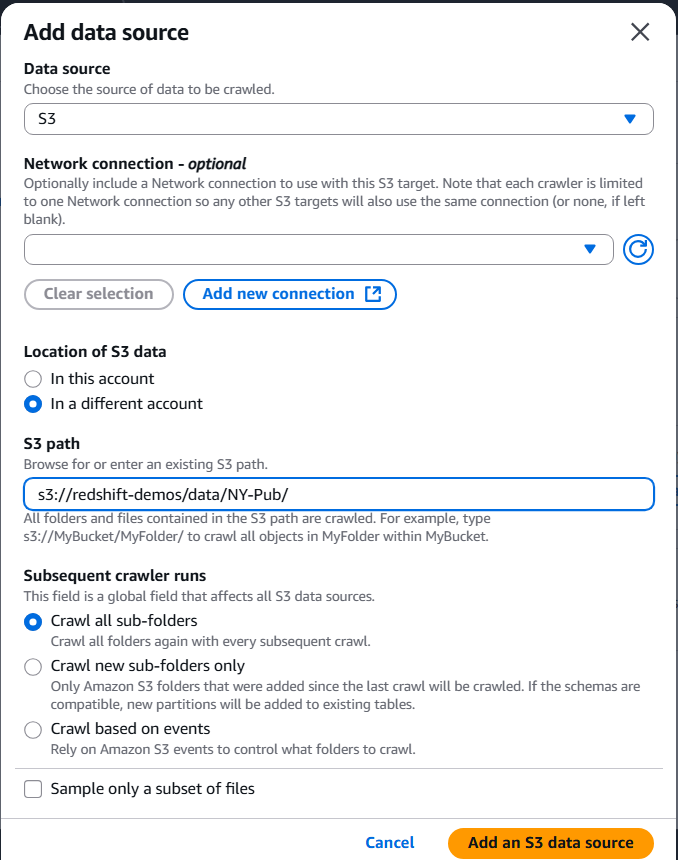 Add data source
Data source
Choose the source of data to be crawled.
S3
Network connection - optional
Optionally include a Network connection to use with this S3 target. Note that each crawler is limited
to one Network connection so any other S3 targets will also use the same connection (or none, if left
blank).
Clear selection
Add new connection
Location of S3 data
In this account
In a different account
S3 path
Browse for or enter an existing S3 path.
s3://redshift-demos/data/NY-Pub/
All folders and files contained in the S3 path are crawled. For example, type
s3://MyBucket/MyFolder/ to crawl all objects in MyFolder within MyBucket.
Subsequent crawler runs
This field is a global field that affects all S3 data sources.
Crawl all sub-folders
Crawl all folders again with every subsequent crawl.
Crawl new sub-folders only
Only Amazon S3 folders that were added since the last crawl will be crawled. If the schemas are
compatible, new partitions will be added to existing tables.
Crawl based on events
Rely on Amazon S3 events to control what folders to crawl.
Sample only a subset of files
Cancel
Add an S3 data source